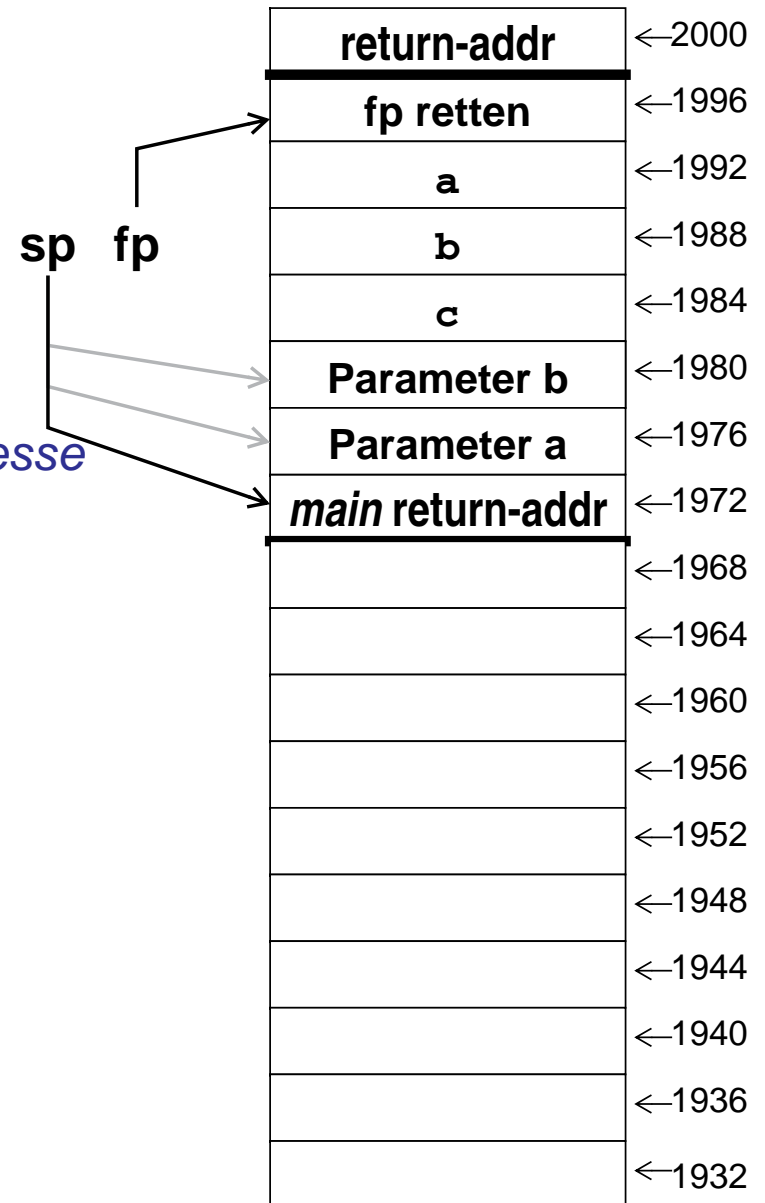 return-addr ←2000
fp retten ←1996
a ←1992
sp fp b ←1988
c ←1984
Parameter b ←1980
esse Parameter a ←1976
main return-addr ←1972
←1968
←1964
←1960
←1956
←1952
←1948
←1944
←1940
←1936
←1932